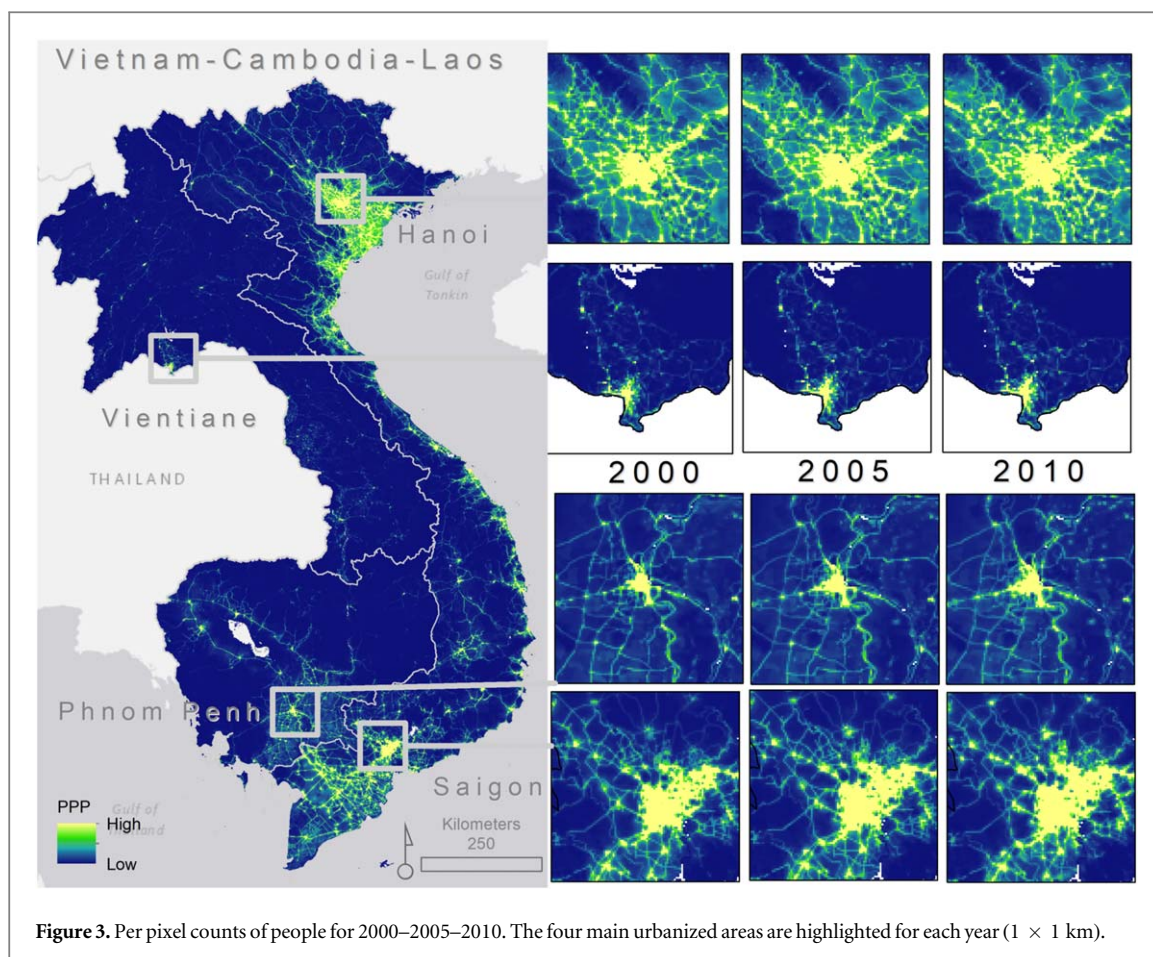 Vietnam-Cambodia-Laos
Hanoi
Gulf of
Tonkin
Vientiane
THAILAND
2000 2005 2010
Phnom Penh
Saigon
PPP
High
Low
Gulf of
Kilometers
250
Figure 3. Per pixel counts of people for 2000–2005–2010. The four main urbanized areas are highlighted for each year (1 × 1 km).